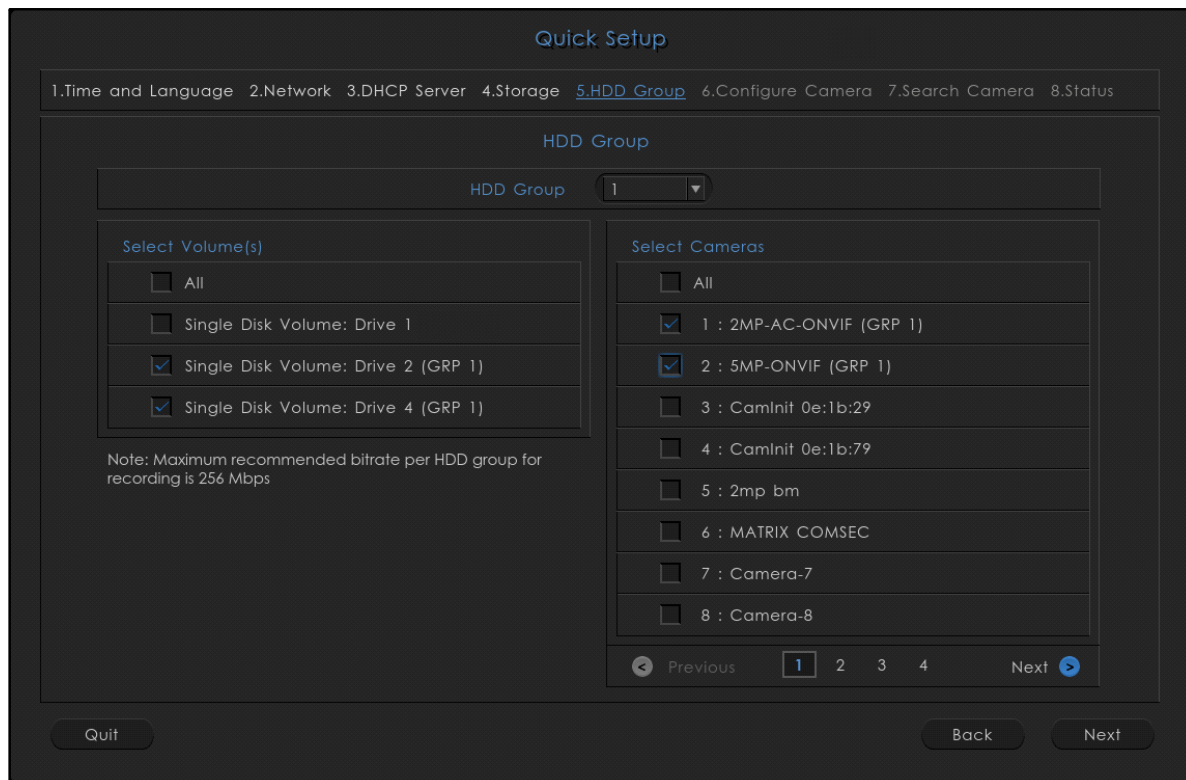 Quick Setup
1.Time and Language 2.Network 3.DHCP Server 4.Storage 5.HDD Group 6.Configure Camera 7.Search Camera 8.Status
HDD Group
HDD Group 1
Select Volume(s)
All
Single Disk Volume: Drive 1
Single Disk Volume: Drive 2 (GRP 1)
Single Disk Volume: Drive 4 (GRP 1)
Note: Maximum recommended bitrate per HDD group for
recording is 256 Mbps
Select Cameras
All
1 : 2MP-AC-ONVIF (GRP 1)
2 : 5MP-ONVIF (GRP 1)
3 : CamInit 0e:1b:29
4 : CamInit 0e:1b:79
5 : 2mp bm
6 : MATRIX COMSEC
7 : Camera-7
8 : Camera-8
Previous 1 2 3 4 Next
Quit Back Next